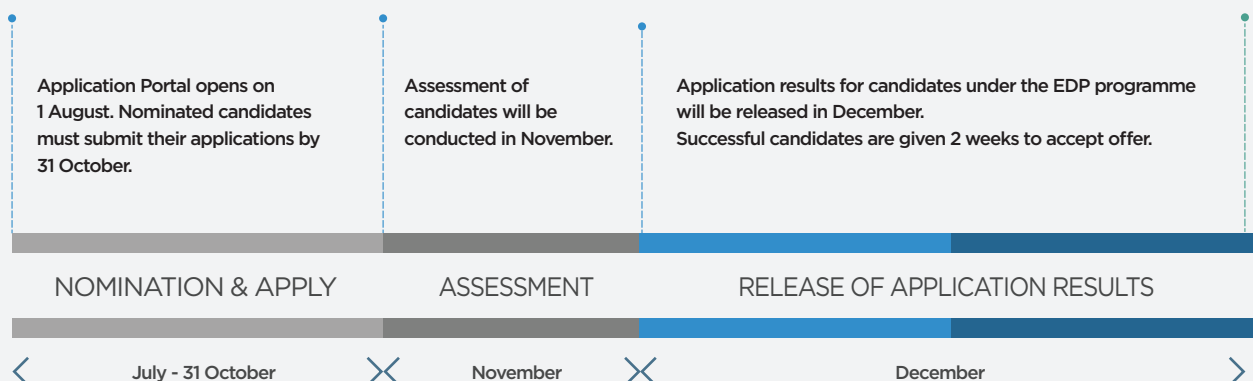 Application Portal opens on
1 August. Nominated candidates
must submit their applications by
31 October.
Assessment of
candidates will be
conducted in November.
Application results for candidates under the EDP programme
will be released in December.
Successful candidates are given 2 weeks to accept offer.
NOMINATION & APPLY
ASSESSMENT
RELEASE OF APPLICATION RESULTS
July - 31 October
November
December